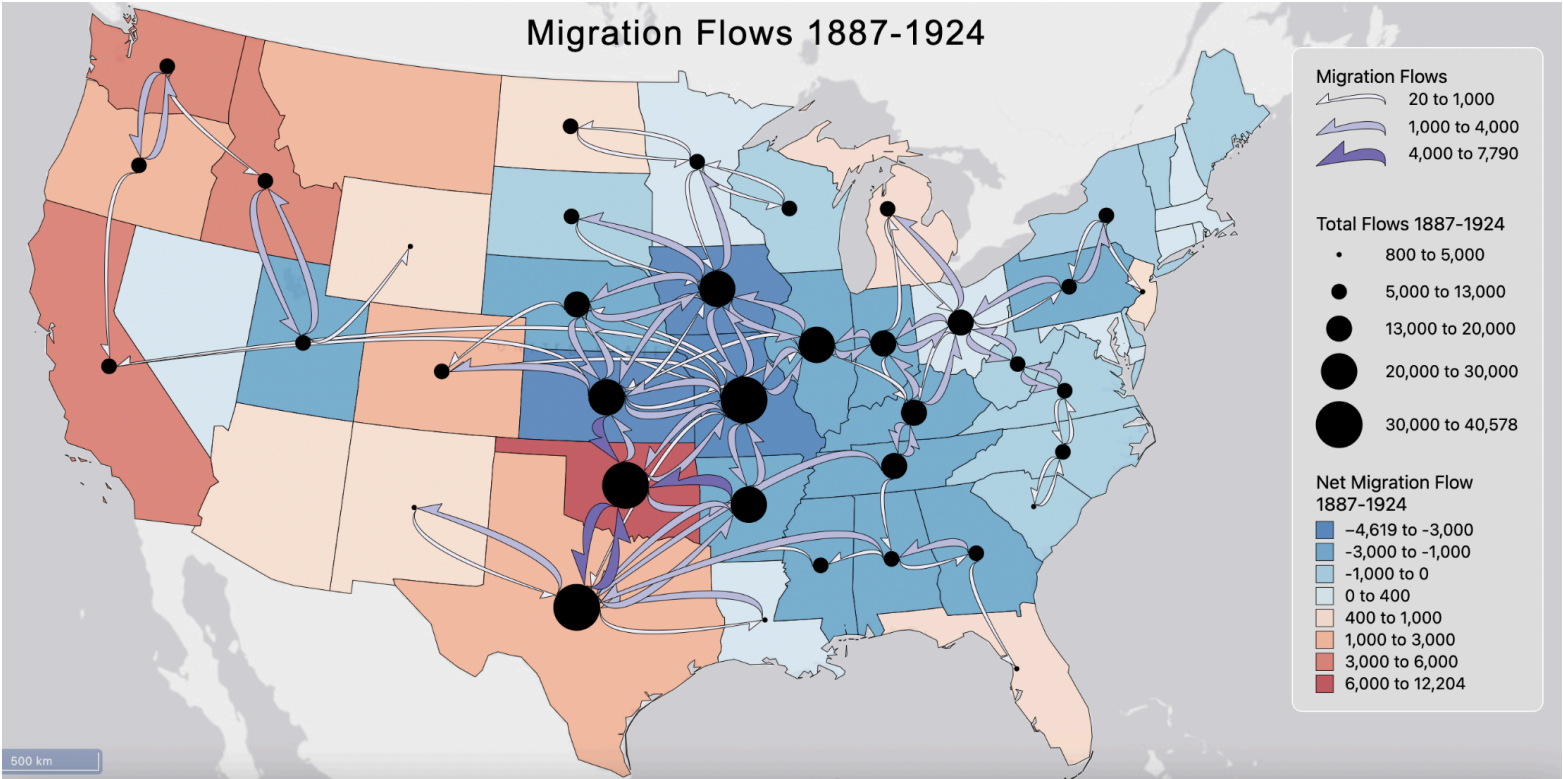 Migration Flows 1887-1924
Migration Flows
20 to 1,000
1,000 to 4,000
4,000 to 7,790
Total Flows 1887-1924
800 to 5,000
5,000 to 13,000
13,000 to 20,000
20,000 to 30,000
30,000 to 40,578
Net Migration Flow
1887-1924
−4,619 to -3,000
-3,000 to -1,000
-1,000 to 0
0 to 400
400 to 1,000
1,000 to 3,000
3,000 to 6,000
6,000 to 12,204
500 km